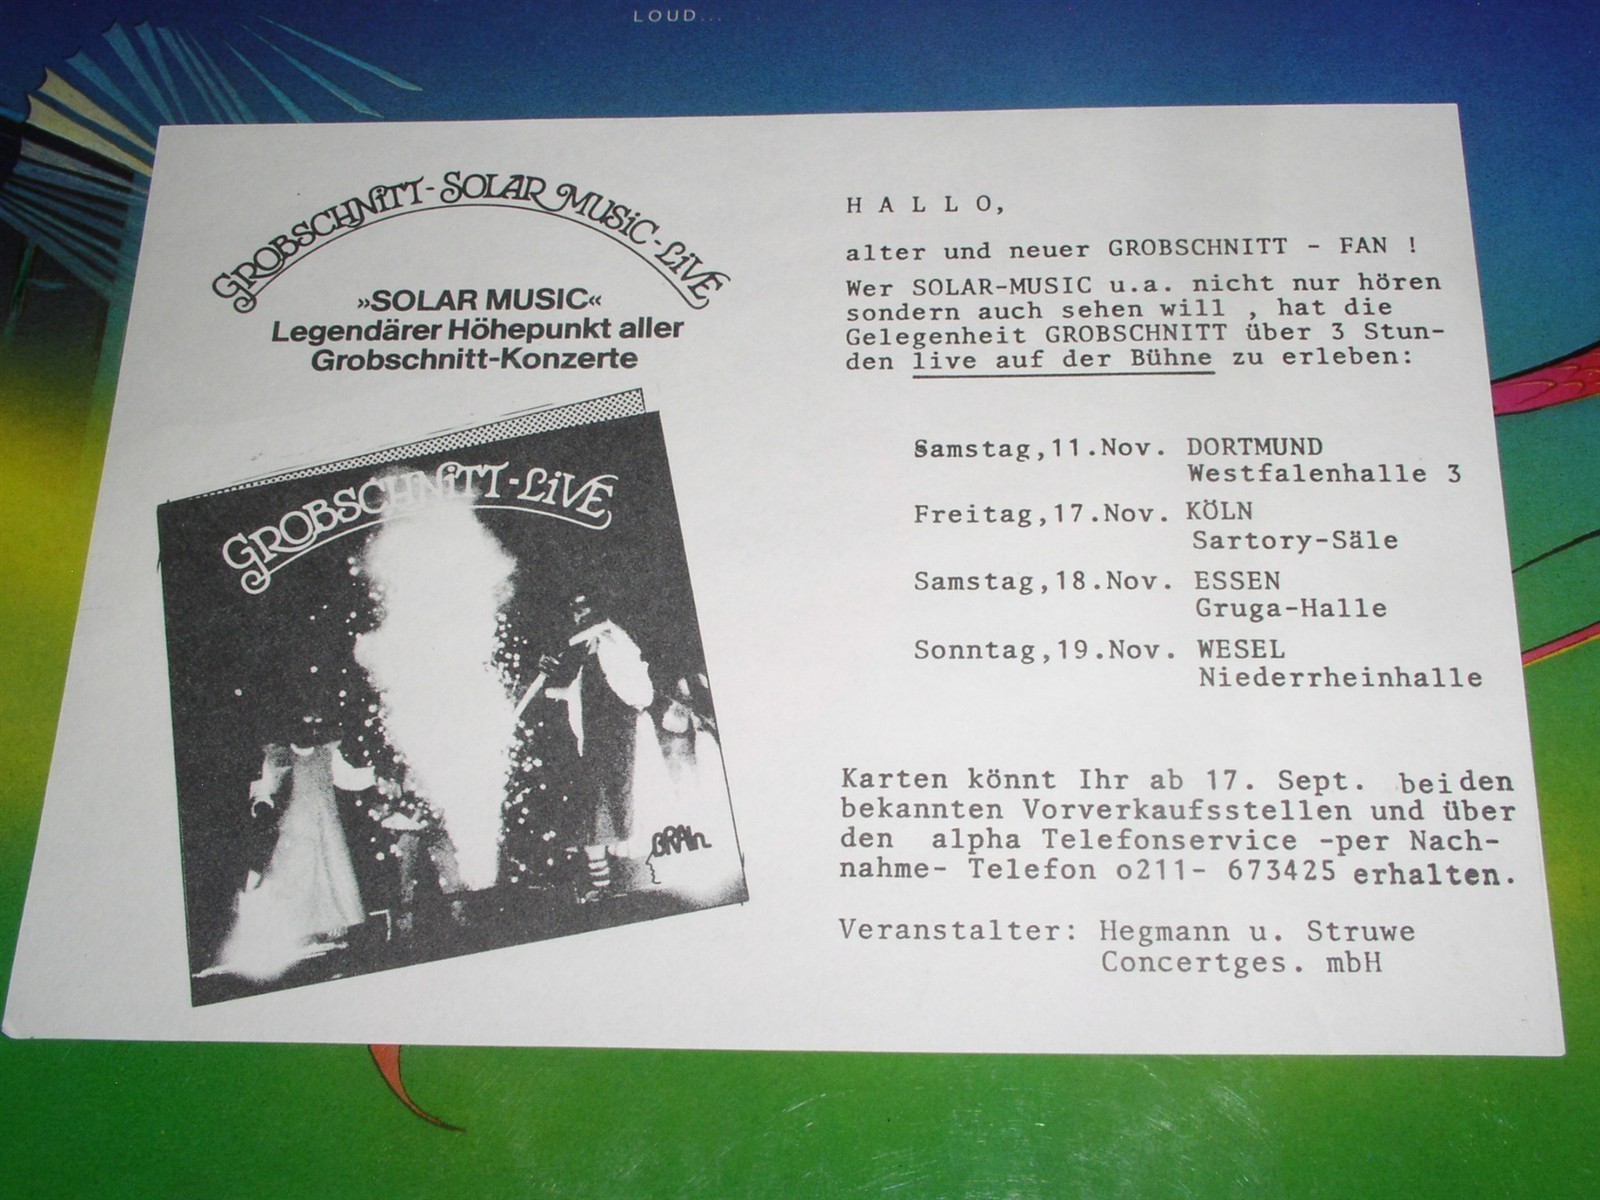 LOUD...
GROBSCHNITT-SOLAR MUSIC-LIVE
»SOLAR MUSIC«
Legendärer Höhepunkt aller
Grobschnitt-Konzerte
GROBSCHNITT-LIVE
BRAIN
H A L L O,
alter und neuer GROBSCHNITT - FAN !
Wer SOLAR-MUSIC u.a. nicht nur hören
sondern auch sehen will , hat die
Gelegenheit GROBSCHNITT über 3 Stun-
den live auf der Bühne zu erleben:
Samstag,11.Nov. DORTMUND
Westfalenhalle 3
Freitag,17.Nov. KÖLN
Sartory-Säle
Samstag,18.Nov. ESSEN
Gruga-Halle
Sonntag,19.Nov. WESEL
Niederrheinhalle
Karten könnt Ihr ab 17. Sept. bei den
bekannten Vorverkaufsstellen und über
den alpha Telefonservice -per Nach-
nahme- Telefon o211- 673425 erhalten.
Veranstalter: Hegmann u. Struwe
Concertges. mbH